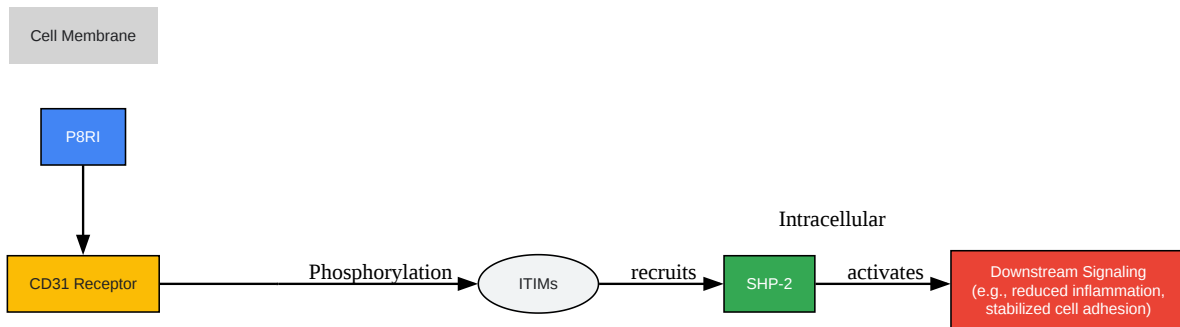 Cell Membrane
P8RI
Intracellular
CD31 Receptor
Phosphorylation
ITIMs
recruits
SHP-2
activates
Downstream Signaling
(e.g., reduced inflammation,
stabilized cell adhesion)